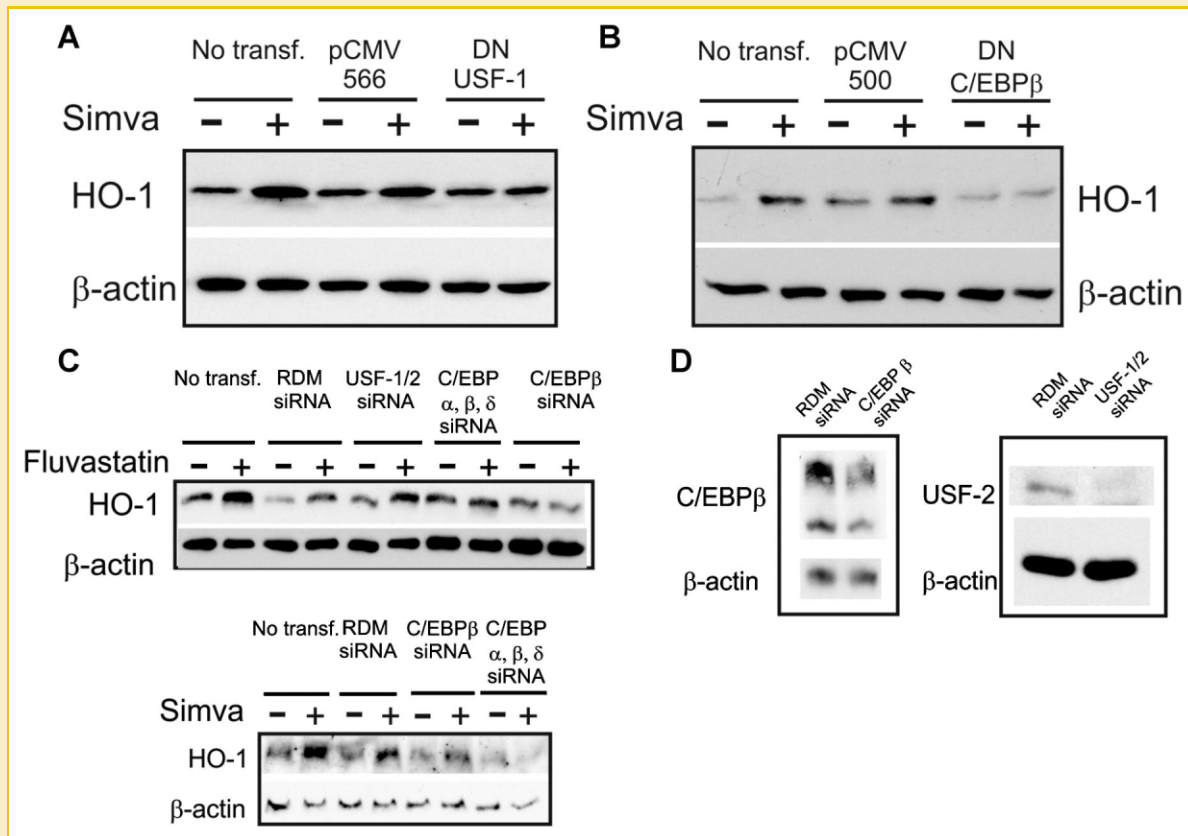 A
No transf.
pCMV
566
DN
USF-1
Simva
− + − + − +
HO-1
β-actin
B
No transf.
pCMV
500
DN
C/EBPβ
Simva
− + − + − +
HO-1
β-actin
C
No transf.
RDM
siRNA
USF-1/2
siRNA
C/EBP
α, β, δ
siRNA
C/EBPβ
siRNA
Fluvastatin
− + − + − + − + − +
HO-1
β-actin
No transf.
RDM
siRNA
C/EBPβ
siRNA
C/EBP
α, β, δ
siRNA
Simva
− + − + − + − +
HO-1
β-actin
D
RDM
siRNA
C/EBP β
siRNA
C/EBPβ
β-actin
RDM
siRNA
USF-1/2
siRNA
USF-2
β-actin